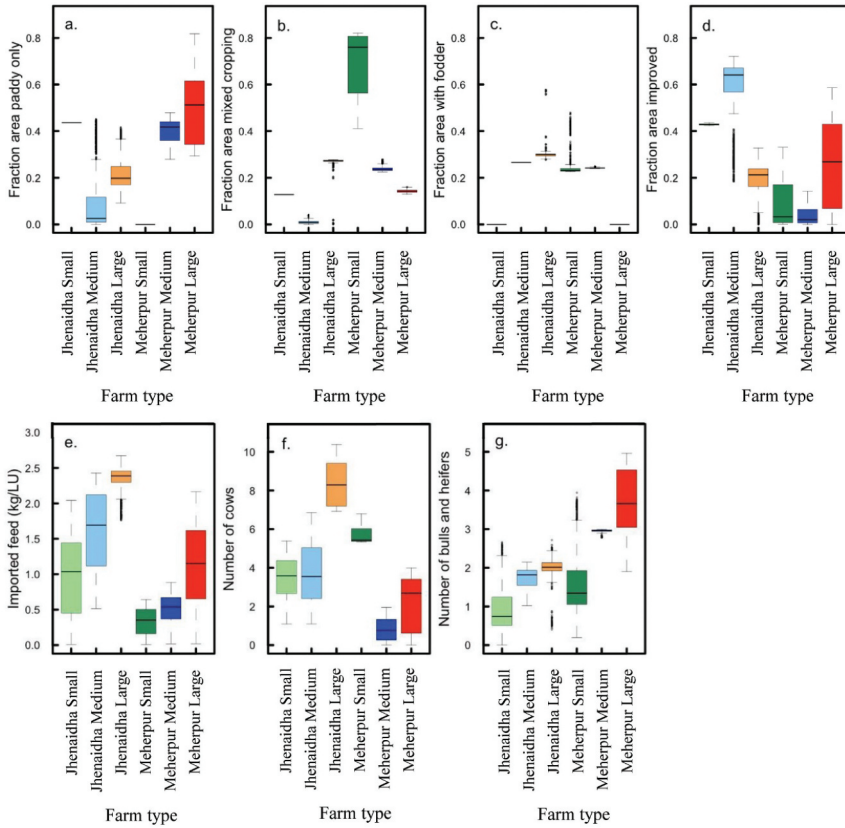 a.
Fraction area paddy only
0.8
0.6
0.4
0.2
0.0
Jhenaidha Small
Jhenaidha Medium
Jhenaidha Large
Meherpur Small
Meherpur Medium
Meherpur Large
Farm type
b.
Fraction area mixed cropping
0.8
0.6
0.4
0.2
0.0
Jhenaidha Small
Jhenaidha Medium
Jhenaidha Large
Meherpur Small
Meherpur Medium
Meherpur Large
Farm type
c.
Fraction area with fodder
0.8
0.6
0.4
0.2
0.0
Jhenaidha Small
Jhenaidha Medium
Jhenaidha Large
Meherpur Small
Meherpur Medium
Meherpur Large
Farm type
d.
Fraction area improved
0.8
0.6
0.4
0.2
0.0
Jhenaidha Small
Jhenaidha Medium
Jhenaidha Large
Meherpur Small
Meherpur Medium
Meherpur Large
Farm type
e.
Imported feed (kg/LU)
3.0
2.5
2.0
1.5
1.0
0.5
0.0
Jhenaidha Small
Jhenaidha Medium
Jhenaidha Large
Meherpur Small
Meherpur Medium
Meherpur Large
Farm type
f.
Number of cows
10
8
6
4
2
0
Jhenaidha Small
Jhenaidha Medium
Jhenaidha Large
Meherpur Small
Meherpur Medium
Meherpur Large
Farm type
g.
Number of bulls and heifers
5
4
3
2
1
0
Jhenaidha Small
Jhenaidha Medium
Jhenaidha Large
Meherpur Small
Meherpur Medium
Meherpur Large
Farm type